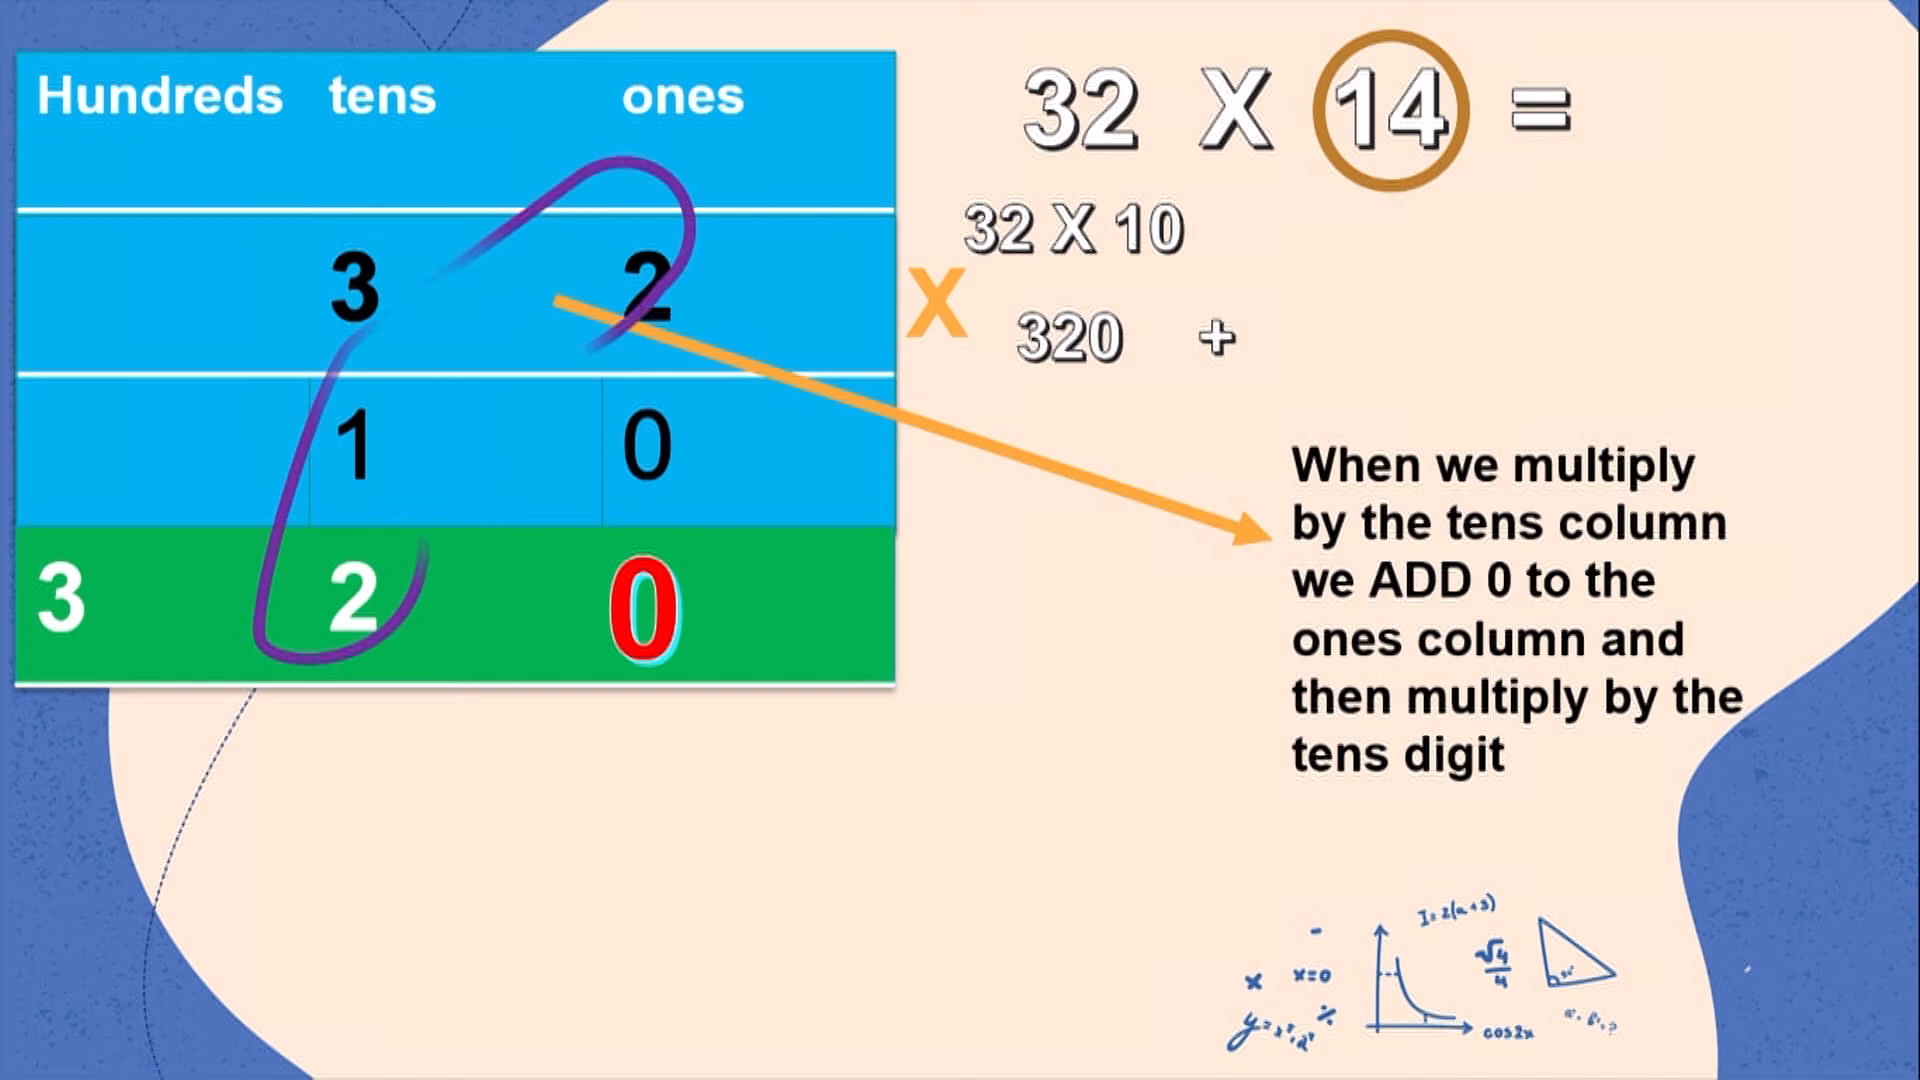 Hundreds tens ones
32 X 14 =
32 X 10
3 2
X
320 +
1 0
3 2 0
When we multiply
by the tens column
we ADD 0 to the
ones column and
then multiply by the
tens digit
x=0
cos2x